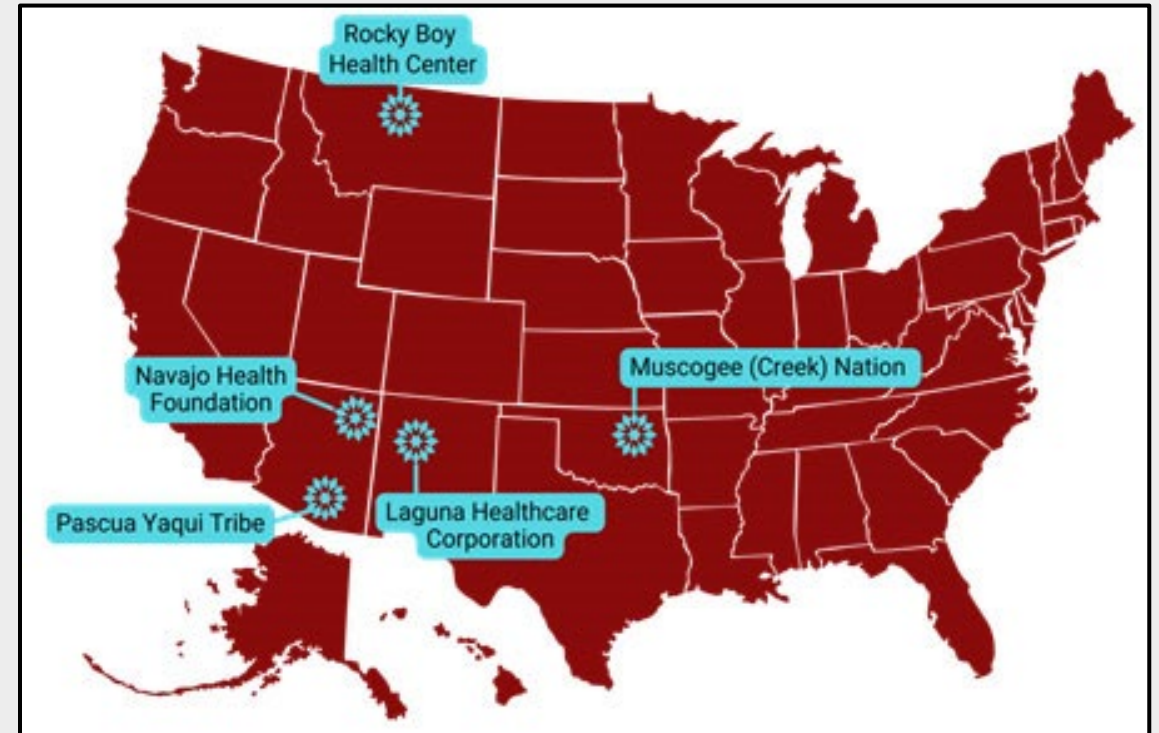 Rocky Boy
Health Center
Navajo Health
Foundation
Muscogee (Creek) Nation
Pascua Yaqui Tribe
Laguna Healthcare
Corporation